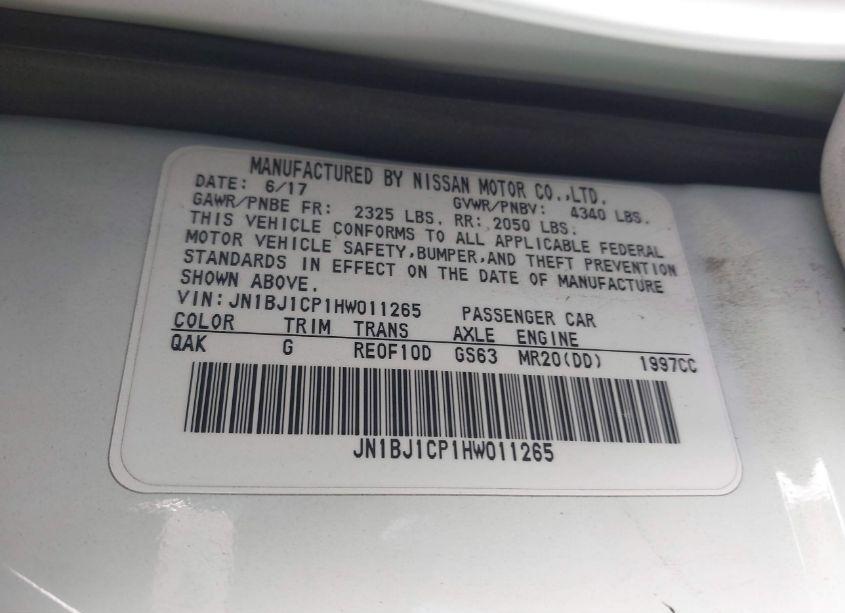 MANUFACTURED BY NISSAN MOTOR CO.,LTD.
DATE: 6/17 GVWR/PNBV: 4340 LBS.
GAWR/PNBE FR: 2325 LBS. RR: 2050 LBS.
THIS VEHICLE CONFORMS TO ALL APPLICABLE FEDERAL
MOTOR VEHICLE SAFETY,BUMPER,AND THEFT PREVENTION
STANDARDS IN EFFECT ON THE DATE OF MANUFACTURE
SHOWN ABOVE.
VIN:JN1BJ1CP1HW011265 PASSENGER CAR
COLOR TRIM TRANS AXLE ENGINE
QAK G RE0F10D GS63 MR20(DD) 1997CC
JN1BJ1CP1HW011265